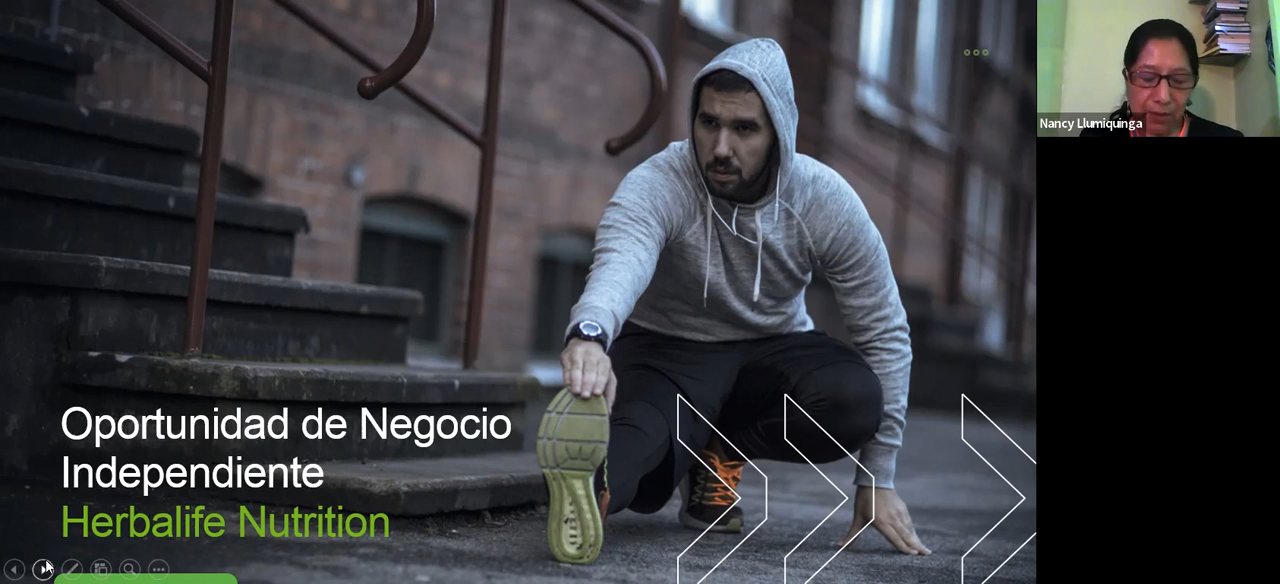 Nancy Llumiquinga
Oportunidad de Negocio
Independiente
Herbalife Nutrition